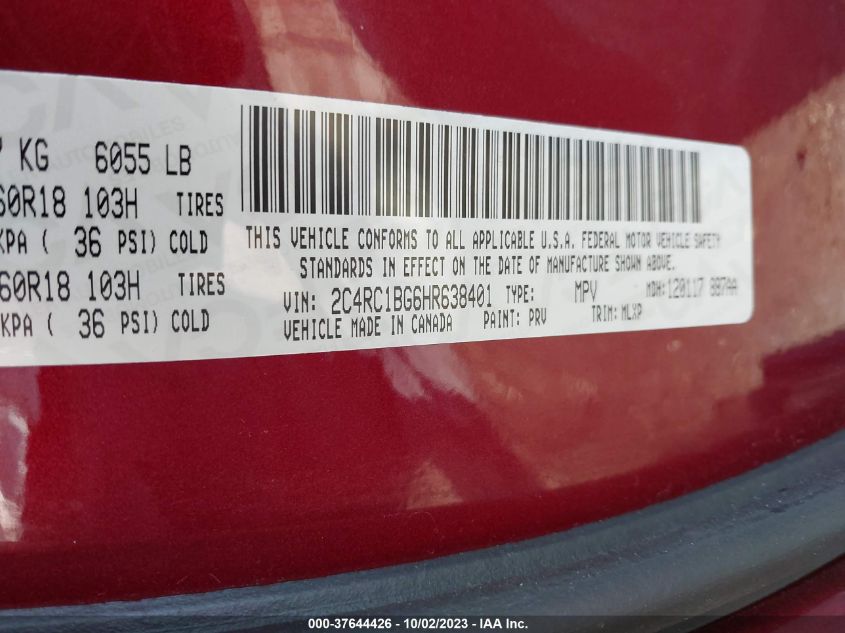 KG 6055 LB
60R18 103H TIRES
KPA ( 36 PSI) COLD
60R18 103H TIRES
KPA ( 36 PSI) COLD
THIS VEHICLE CONFORMS TO ALL APPLICABLE U.S.A. FEDERAL MOTOR VEHICLE SAFETY
STANDARDS IN EFFECT ON THE DATE OF MANUFACTURE SHOWN ABOVE.
VIN: 2C4RC1BG6HR638401 TYPE: MPV MDH:120117
VEHICLE MADE IN CANADA PAINT: PRV TRIM: MLXP
000-37644426 - 10/02/2023 - © IAA Inc.